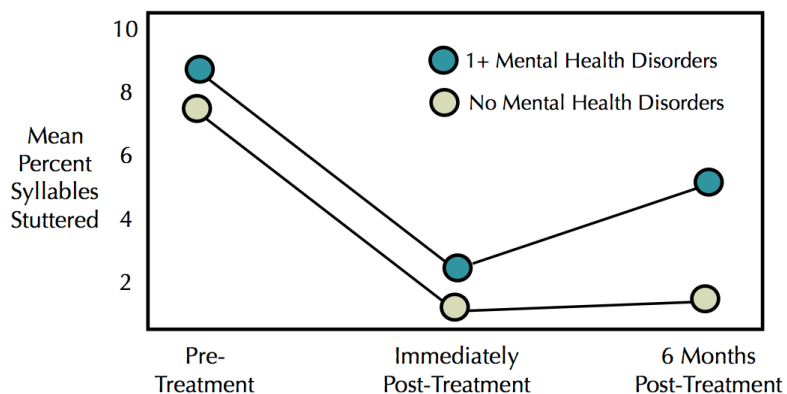 10
8
6
4
2
Mean
Percent
Syllables
Stuttered
1+ Mental Health Disorders
No Mental Health Disorders
Pre-
Treatment
Immediately
Post-Treatment
6 Months
Post-Treatment